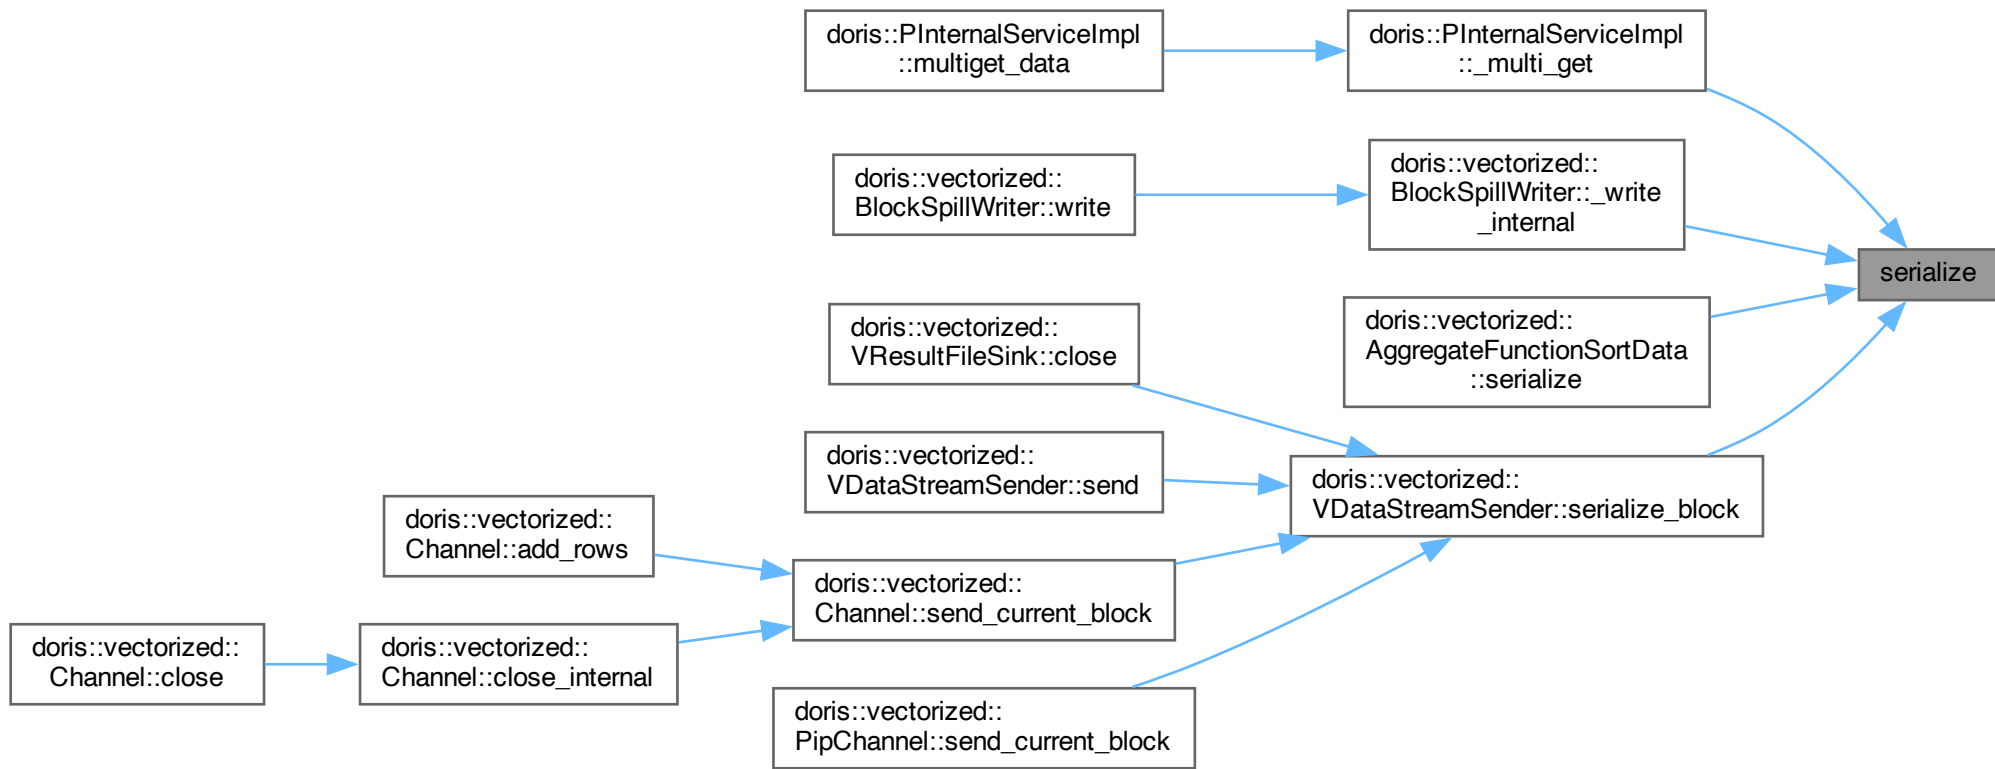 doris::PInternalServiceImpl
::multiget_data
doris::PInternalServiceImpl
::_multi_get
doris::vectorized::
BlockSpillWriter::write
doris::vectorized::
BlockSpillWriter::_write
_internal
serialize
doris::vectorized::
VResultFileSink::close
doris::vectorized::
AggregateFunctionSortData
::serialize
doris::vectorized::
VDataStreamSender::send
doris::vectorized::
VDataStreamSender::serialize_block
doris::vectorized::
Channel::add_rows
doris::vectorized::
Channel::send_current_block
doris::vectorized::
Channel::close
doris::vectorized::
Channel::close_internal
doris::vectorized::
PipChannel::send_current_block